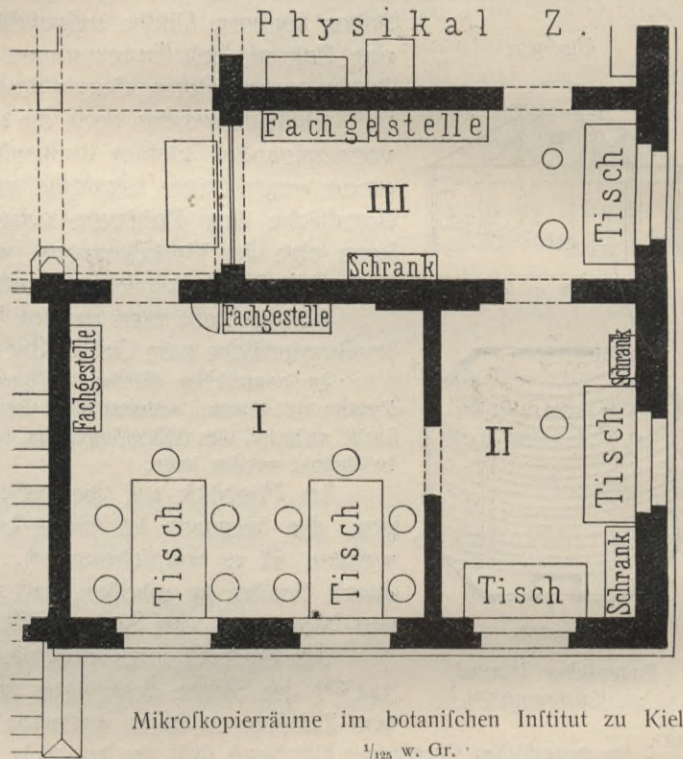 Physikal Z.
Fachgestelle
Tisch
III
Schrank
Fachgestelle
Fachgestelle
Schrank
I
II
Tisch
Tisch
Tisch
Tisch
Schrank
Mikroſkopierräume im botaniſchen Inſtitut zu Kiel
¹/₁₂₅ w. Gr.